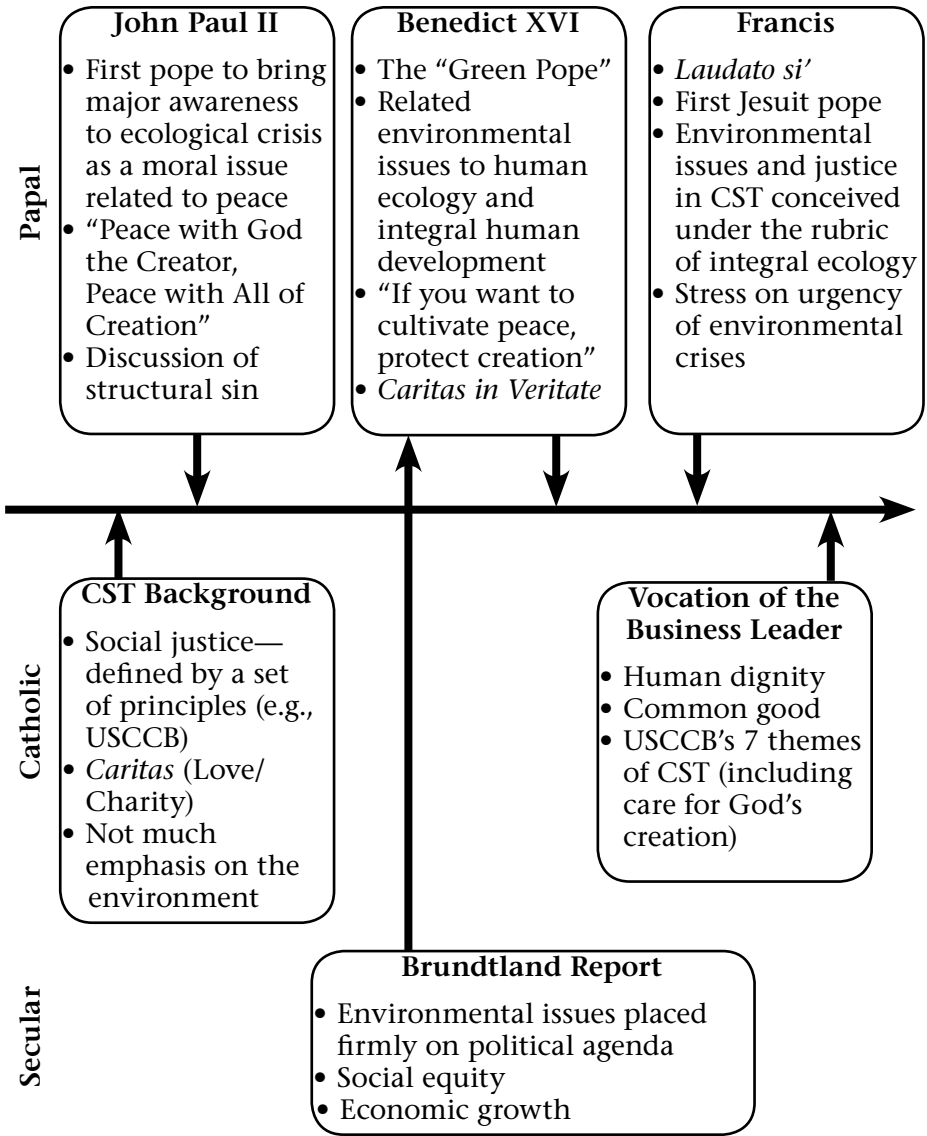 Papal
John Paul II
• First pope to bring
major awareness
to ecological crisis
as a moral issue
related to peace
• “Peace with God
the Creator,
Peace with All of
Creation”
• Discussion of
structural sin
Benedict XVI
• The “Green Pope”
• Related
environmental
issues to human
ecology and
integral human
development
• “If you want to
cultivate peace,
protect creation”
• Caritas in Veritate
Francis
• Laudato si’
• First Jesuit pope
• Environmental
issues and justice
in CST conceived
under the rubric
of integral ecology
• Stress on urgency
of environmental
crises
Catholic
CST Background
• Social justice—
defined by a set
of principles (e.g.,
USCCB)
• Caritas (Love/
Charity)
• Not much
emphasis on the
environment
Vocation of the
Business Leader
• Human dignity
• Common good
• USCCB’s 7 themes
of CST (including
care for God’s
creation)
Secular
Brundtland Report
• Environmental issues placed
firmly on political agenda
• Social equity
• Economic growth